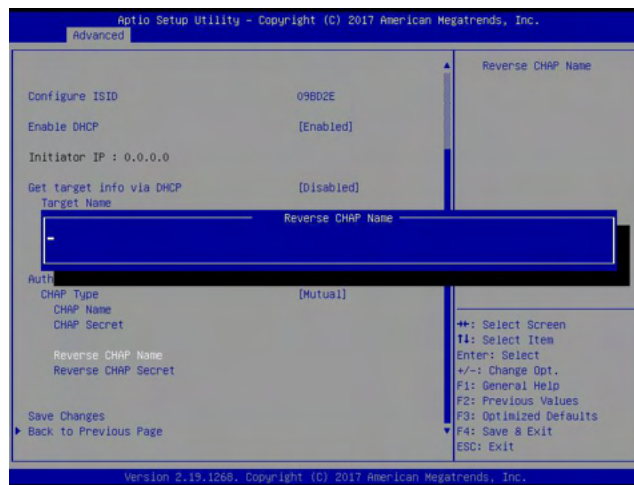 Aptio Setup Utility - Copyright (C) 2017 American Megatrends, Inc.
Advanced
Reverse CHAP Name
Configure ISID 09BD2E
Enable DHCP [Enabled]
Initiator IP : 0.0.0.0
Get target info via DHCP [Disabled]
Target Name
Reverse CHAP Name
Auth
CHAP Type [Mutual]
CHAP Name
CHAP Secret
Reverse CHAP Name
Reverse CHAP Secret
Save Changes
Back to Previous Page
→←: Select Screen
↑↓: Select Item
Enter: Select
+/-: Change Opt.
F1: General Help
F2: Previous Values
F3: Optimized Defaults
F4: Save & Exit
ESC: Exit
Version 2.19.1268. Copyright (C) 2017 American Megatrends, Inc.